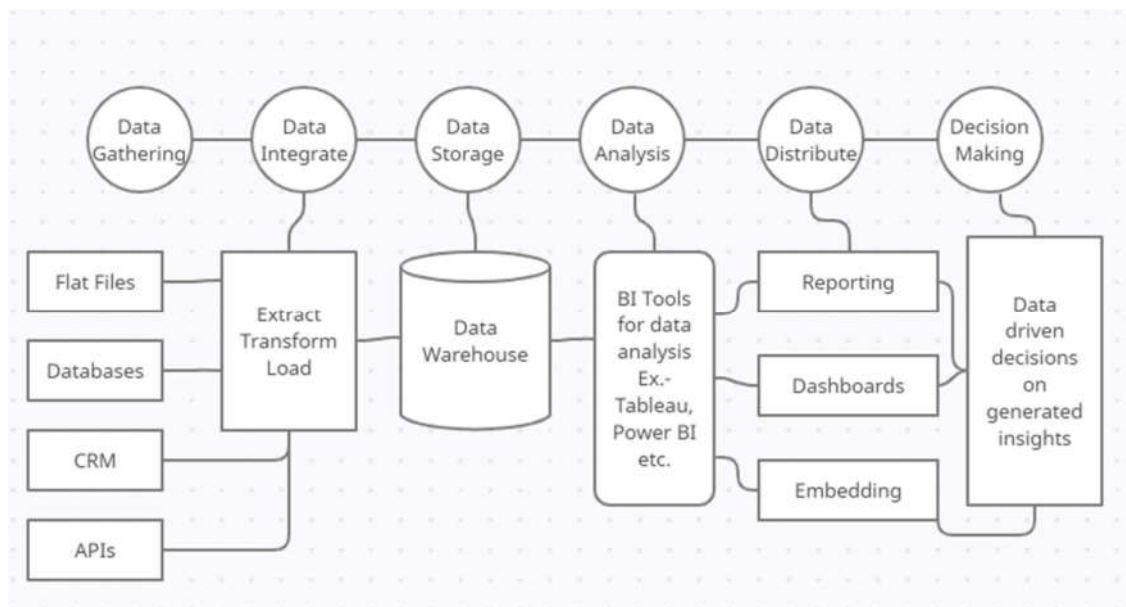 Data
Gathering
Data
Integrate
Data
Storage
Data
Analysis
Data
Distribute
Decision
Making
Flat Files
Databases
CRM
APIs
Extract
Transform
Load
Data
Warehouse
BI Tools
for data
analysis
Ex.-
Tableau,
Power BI
etc.
Reporting
Dashboards
Embedding
Data
driven
decisions
on
generated
insights